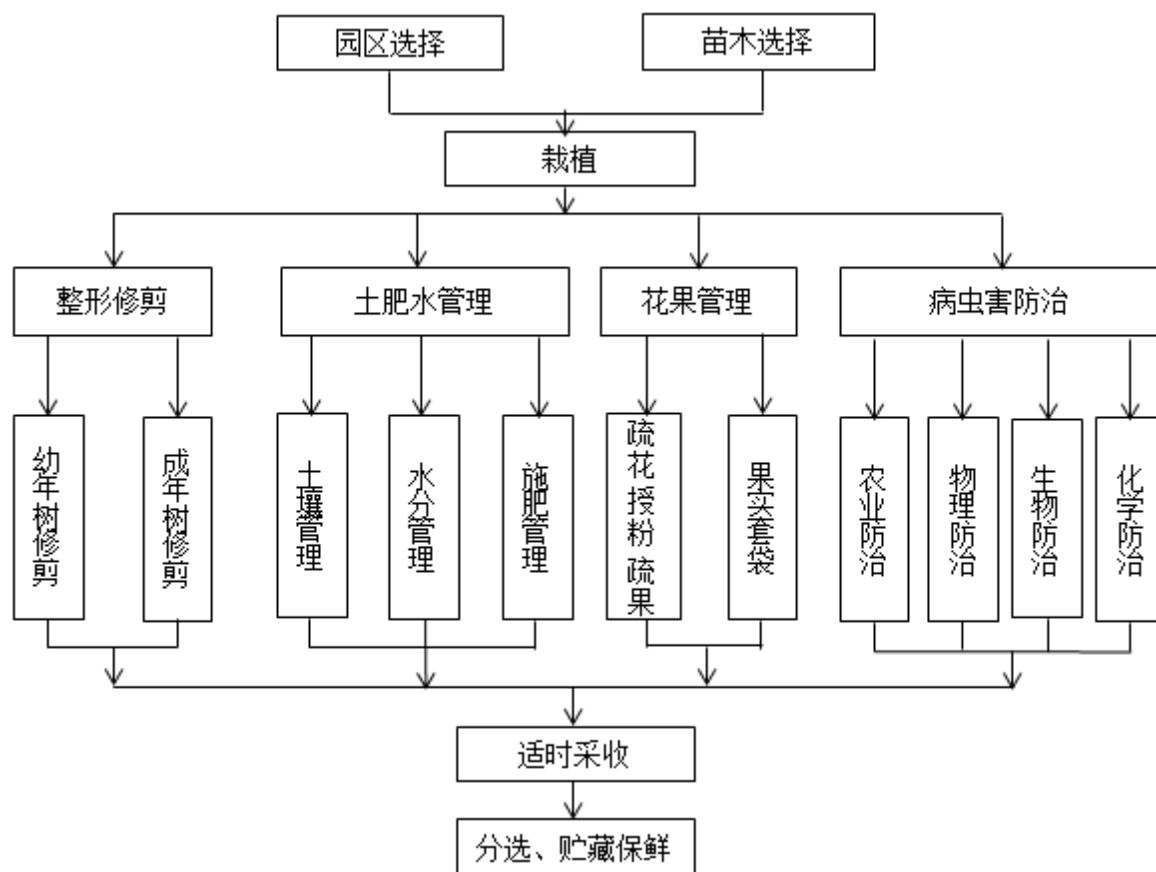 园区选择
苗木选择
栽植
整形修剪
土肥水管理
花果管理
病虫害防治
幼年树修剪
成年树修剪
土壤管理
水分管理
施肥管理
疏花授粉疏果
果实套袋
农业防治
物理防治
生物防治
化学防治
适时采收
分选、贮藏保鲜